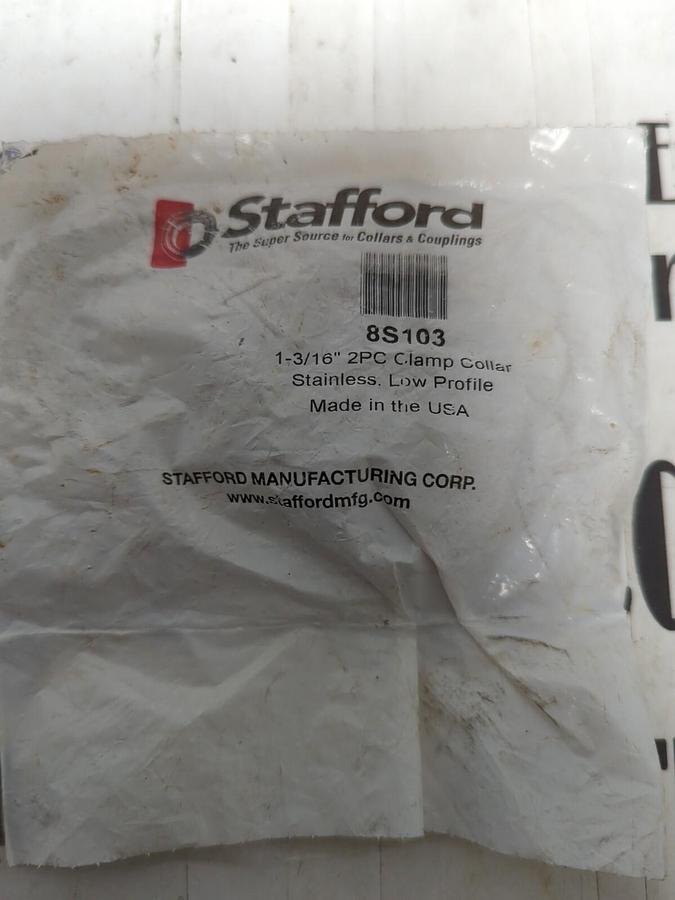 Stafford
The Super Source for Collars & Couplings
8S103
1-3/16" 2PC Clamp Collar
Stainless, Low Profile
Made in the USA
STAFFORD MANUFACTURING CORP.
www.staffordmfg.com